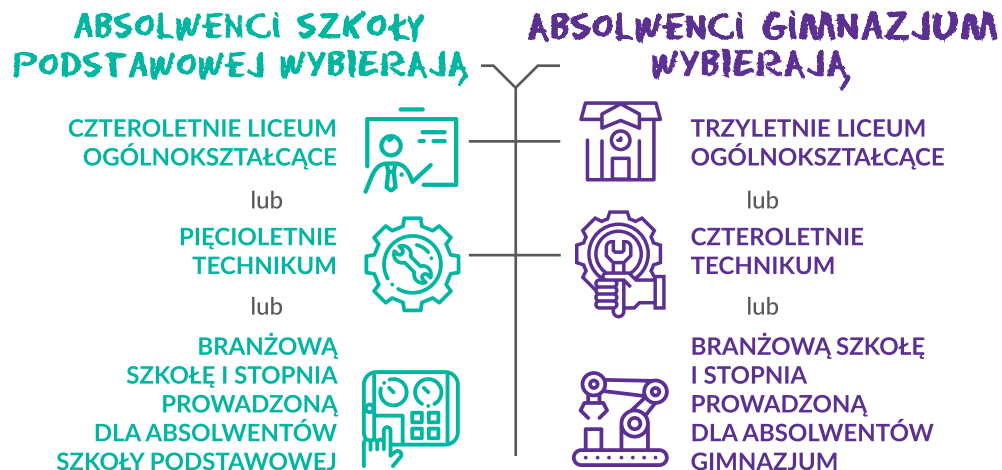 ABSOLWENCI SZKOŁY
PODSTAWOWEJ WYBIERAJĄ
CZTEROLETNIE LICEUM
OGÓLNOKSZTAŁCĄCE
lub
PIĘCIOLETNIE
TECHNIKUM
lub
BRANŻOWĄ
SZKOŁĘ I STOPNIA
PROWADZONĄ
DLA ABSOLWENTÓW
SZKOŁY PODSTAWOWEJ
ABSOLWENCI GIMNAZJUM
WYBIERAJĄ
TRZYLETNIE LICEUM
OGÓLNOKSZTAŁCĄCE
lub
CZTEROLETNIE
TECHNIKUM
lub
BRANŻOWĄ SZKOŁĘ
I STOPNIA
PROWADZONĄ
DLA ABSOLWENTÓW
GIMNAZJUM